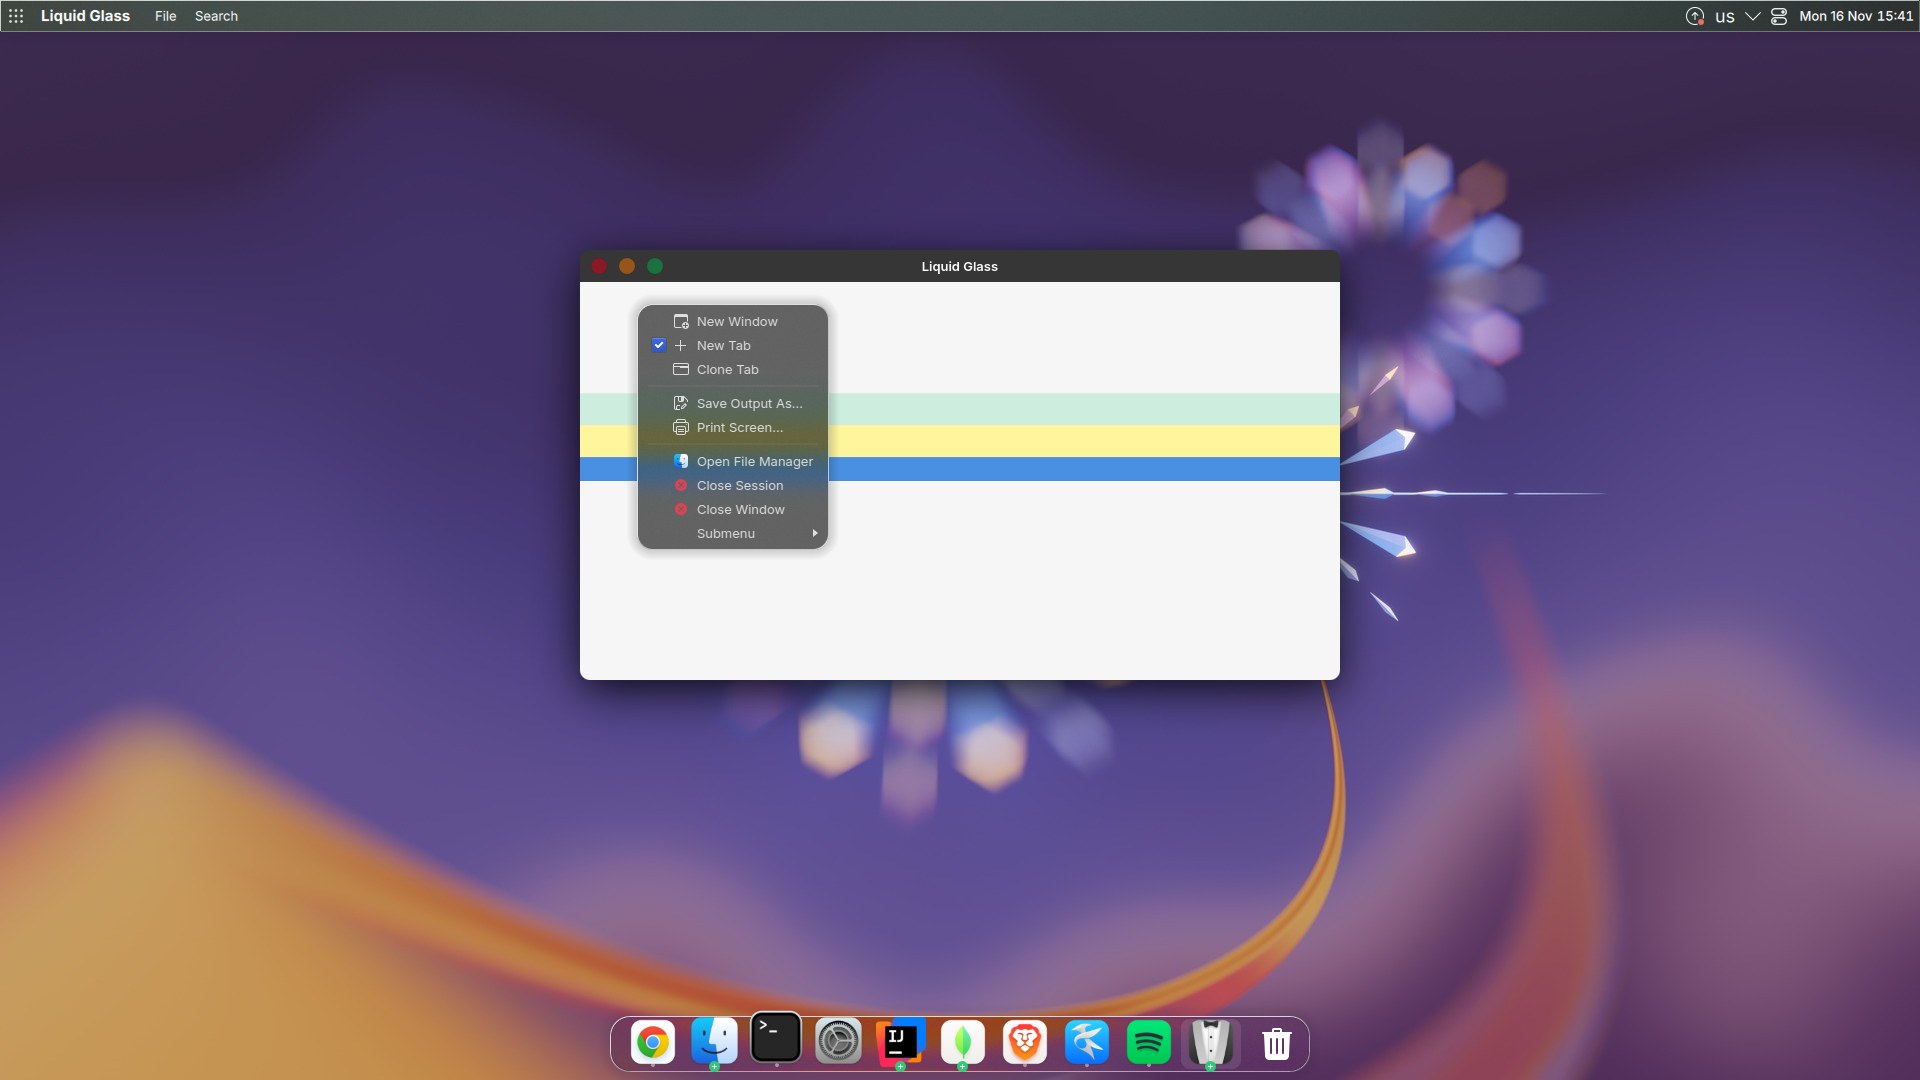 Liquid Glass File Search us Mon 16 Nov 15:41
Liquid Glass
New Window
New Tab
Clone Tab
Save Output As...
Print Screen...
Open File Manager
Close Session
Close Window
Submenu
>_ IJ